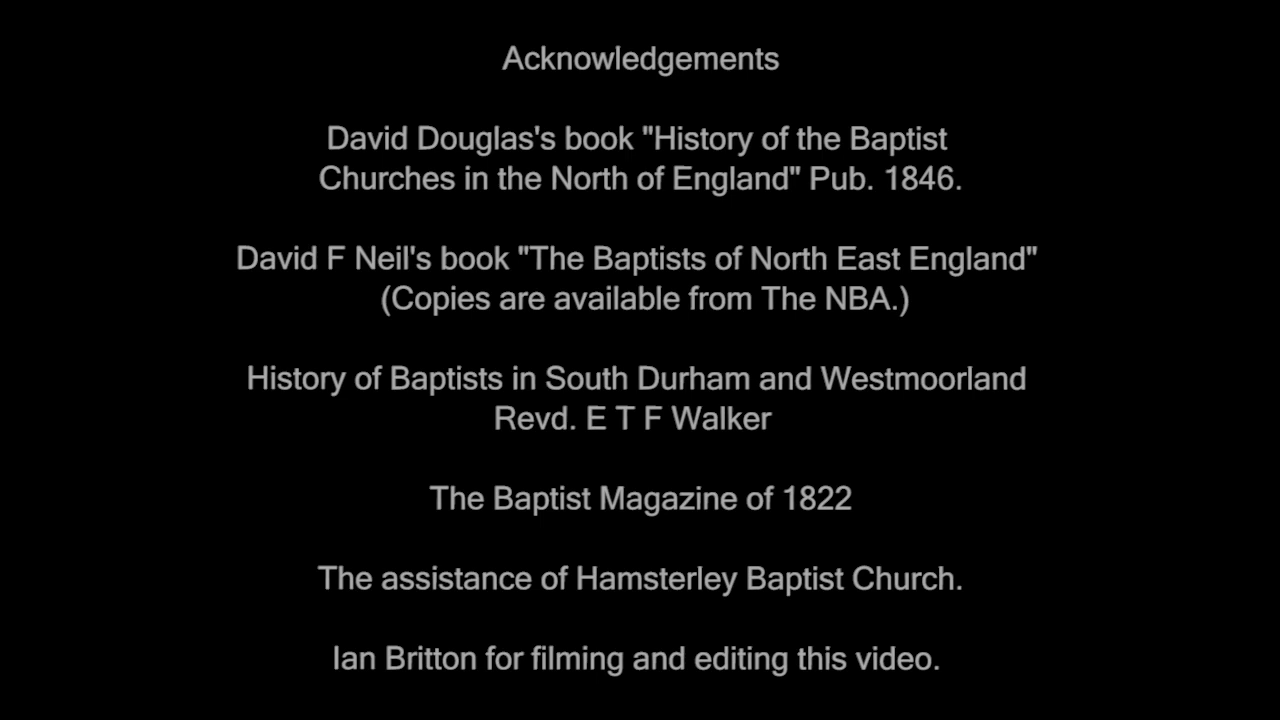 Acknowledgements
David Douglas's book "History of the Baptist
Churches in the North of England" Pub. 1846.
David F Neil's book "The Baptists of North East England"
(Copies are available from The NBA.)
History of Baptists in South Durham and Westmoorland
Revd. E T F Walker
The Baptist Magazine of 1822
The assistance of Hamsterley Baptist Church.
Ian Britton for filming and editing this video.